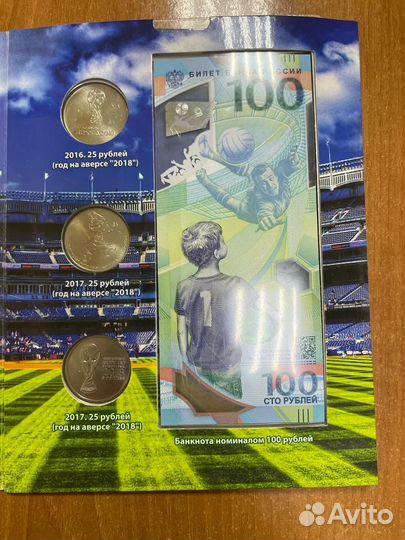 БИЛЕТ БАНКА РОССИИ
100
2016. 25 рублей
(год на аверсе "2018")
2017. 25 рублей
(год на аверсе "2018")
1
2017. 25 рублей
(год на аверсе "2018")
100
СТО РУБЛЕЙ
Банкнота номиналом 100 рублей
Avito